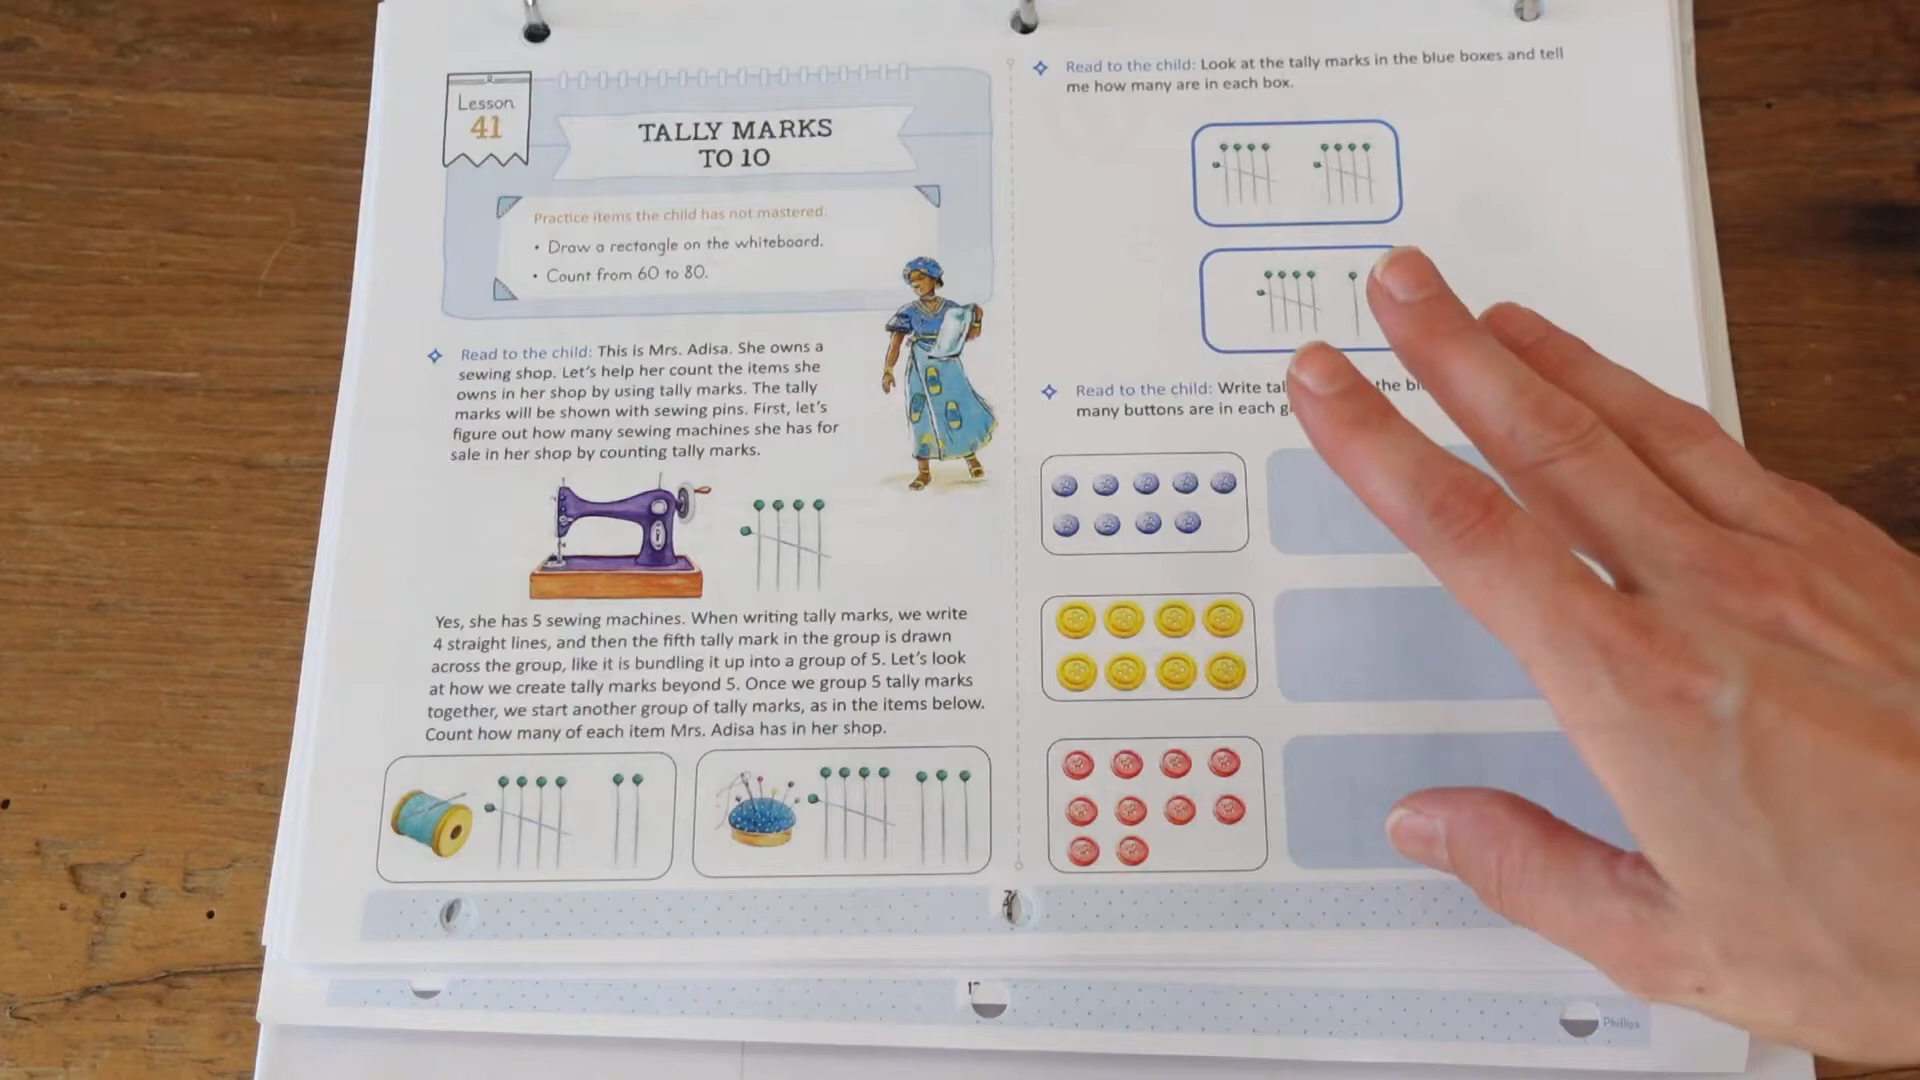 Lesson
41
TALLY MARKS
TO 10
Practice items the child has not mastered.
• Draw a rectangle on the whiteboard.
• Count from 60 to 80.
Read to the child: This is Mrs. Adisa. She owns a
sewing shop. Let's help her count the items she
owns in her shop by using tally marks. The tally
marks will be shown with sewing pins. First, let's
figure out how many sewing machines she has for
sale in her shop by counting tally marks.
Yes, she has 5 sewing machines. When writing tally marks, we write
4 straight lines, and then the fifth tally mark in the group is drawn
across the group, like it is bundling it up into a group of 5. Let's look
at how we create tally marks beyond 5. Once we group 5 tally marks
together, we start another group of tally marks, as in the items below.
Count how many of each item Mrs. Adisa has in her shop.
Read to the child: Look at the tally marks in the blue boxes and tell
me how many are in each box.
Read to the child: Write the
many buttons are in each
Phillips